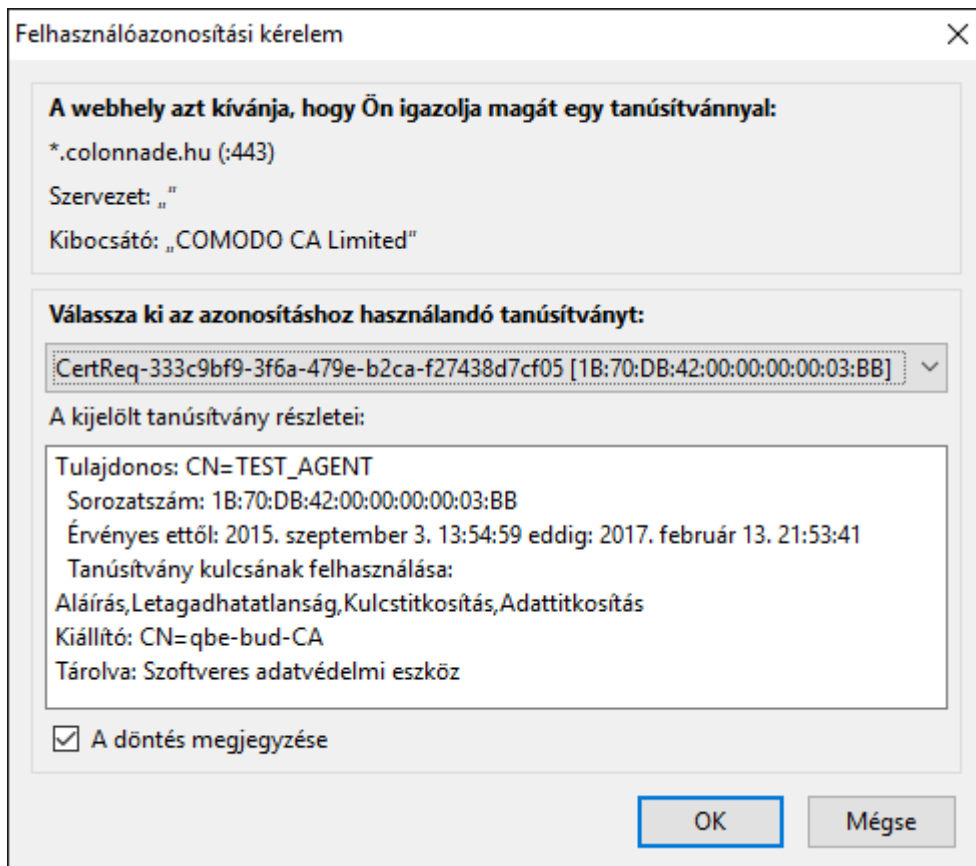 Felhasználóazonosítási kérelem
A webhely azt kívánja, hogy Ön igazolja magát egy tanúsítvánnyal:
*.colonnade.hu (:443)
Szervezet: „”
Kibocsátó: „COMODO CA Limited”
Válassza ki az azonosításhoz használandó tanúsítványt:
CertReq-333c9bf9-3f6a-479e-b2ca-f27438d7cf05 [1B:70:DB:42:00:00:00:00:03:BB]
A kijelölt tanúsítvány részletei:
Tulajdonos: CN=TEST_AGENT
Sorozatszám: 1B:70:DB:42:00:00:00:00:03:BB
Érvényes ettől: 2015. szeptember 3. 13:54:59 eddig: 2017. február 13. 21:53:41
Tanúsítvány kulcsának felhasználása:
Aláírás,Letagadhatatlanság,Kulcstitkosítás,Adattitkosítás
Kiállító: CN=qbe-bud-CA
Tárolva: Szoftveres adatvédelmi eszköz
A döntés megjegyzése
OK
Mégse